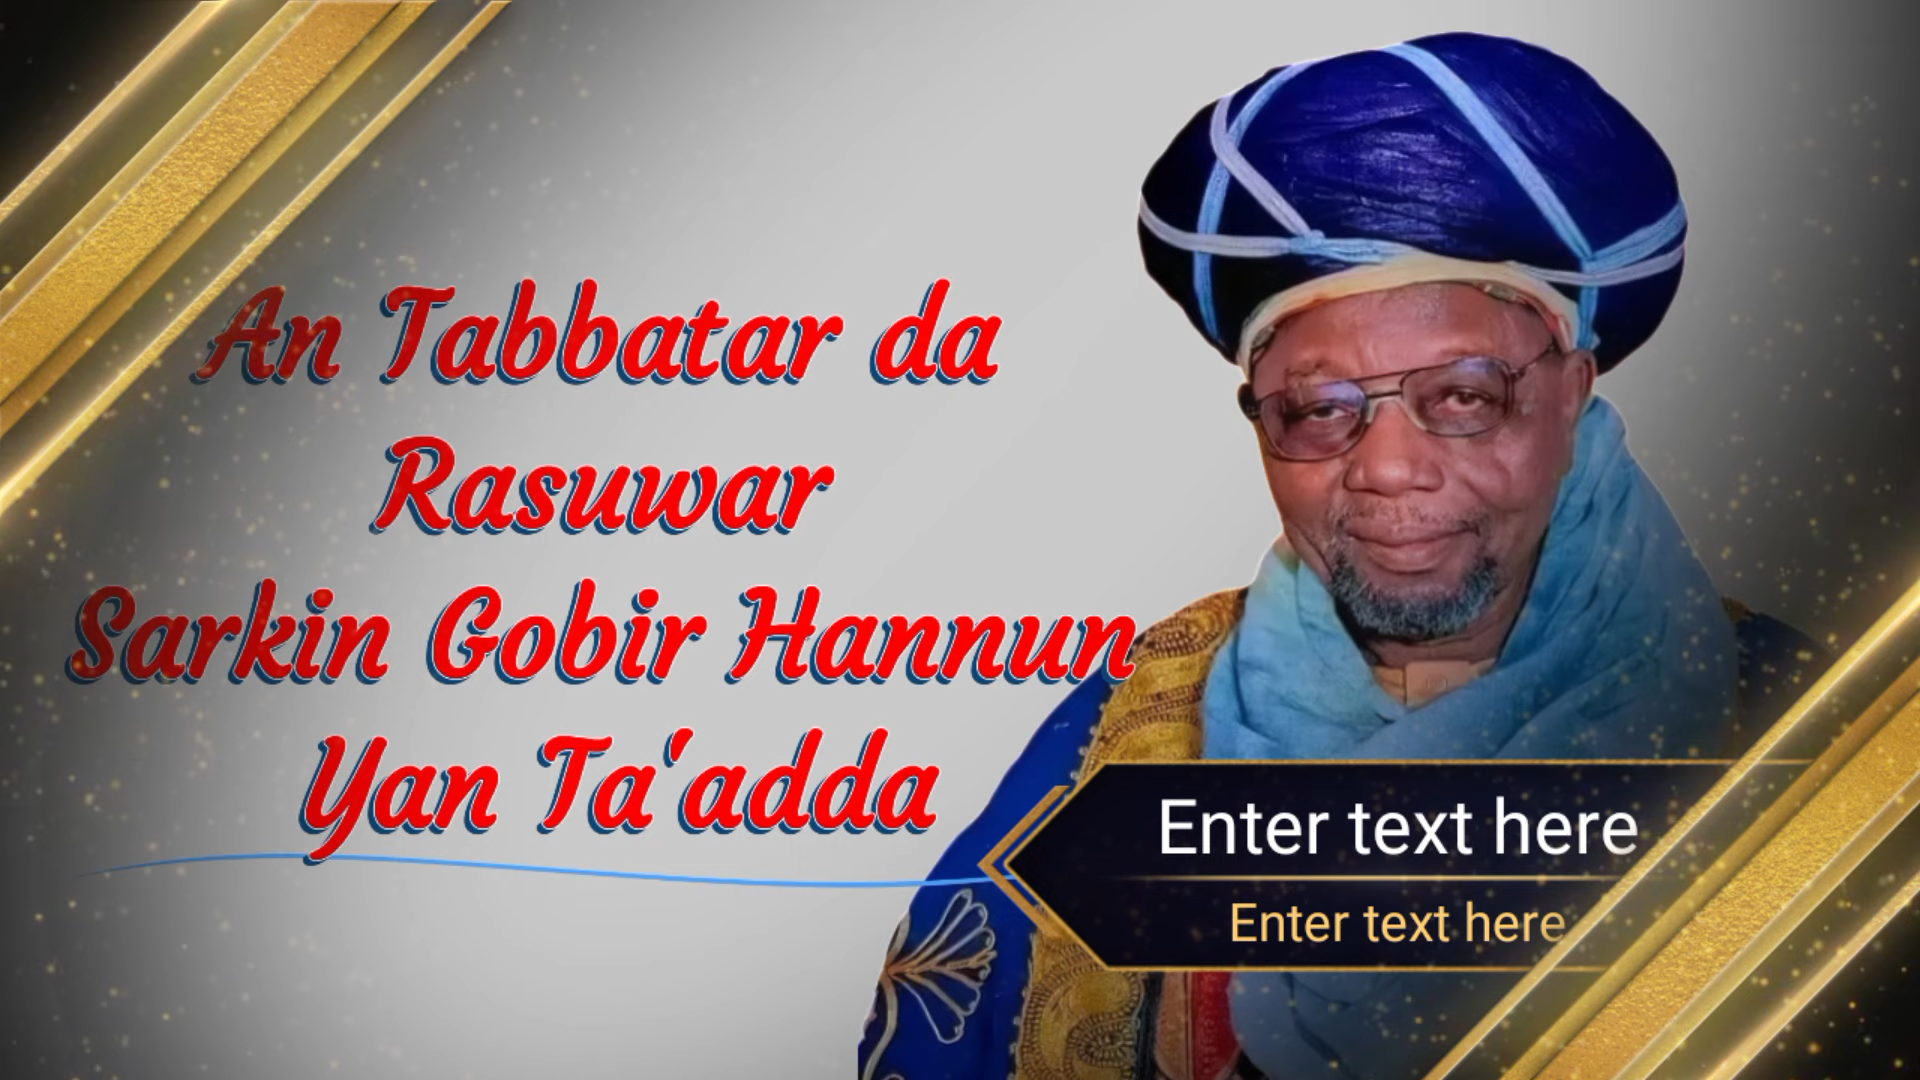 An Tabbatar da
Rasuwar
Sarkin Gobir Hannun
Yan Ta'adda
Enter text here
Enter text here